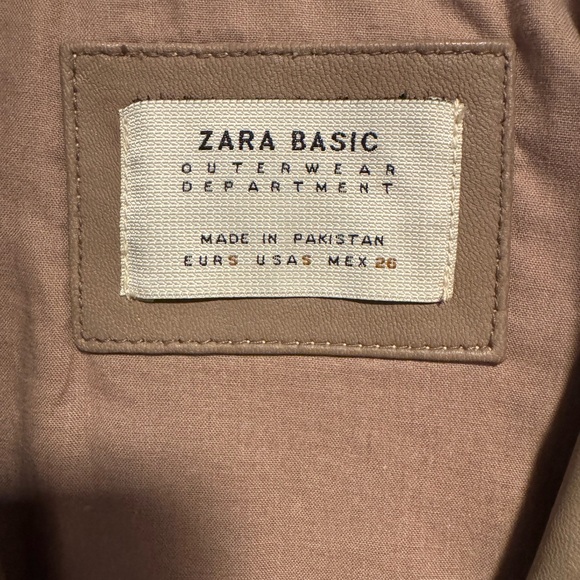 ZARA BASIC
OUTERWEAR
DEPARTMENT
MADE IN PAKISTAN
EUR S USA S MEX 26